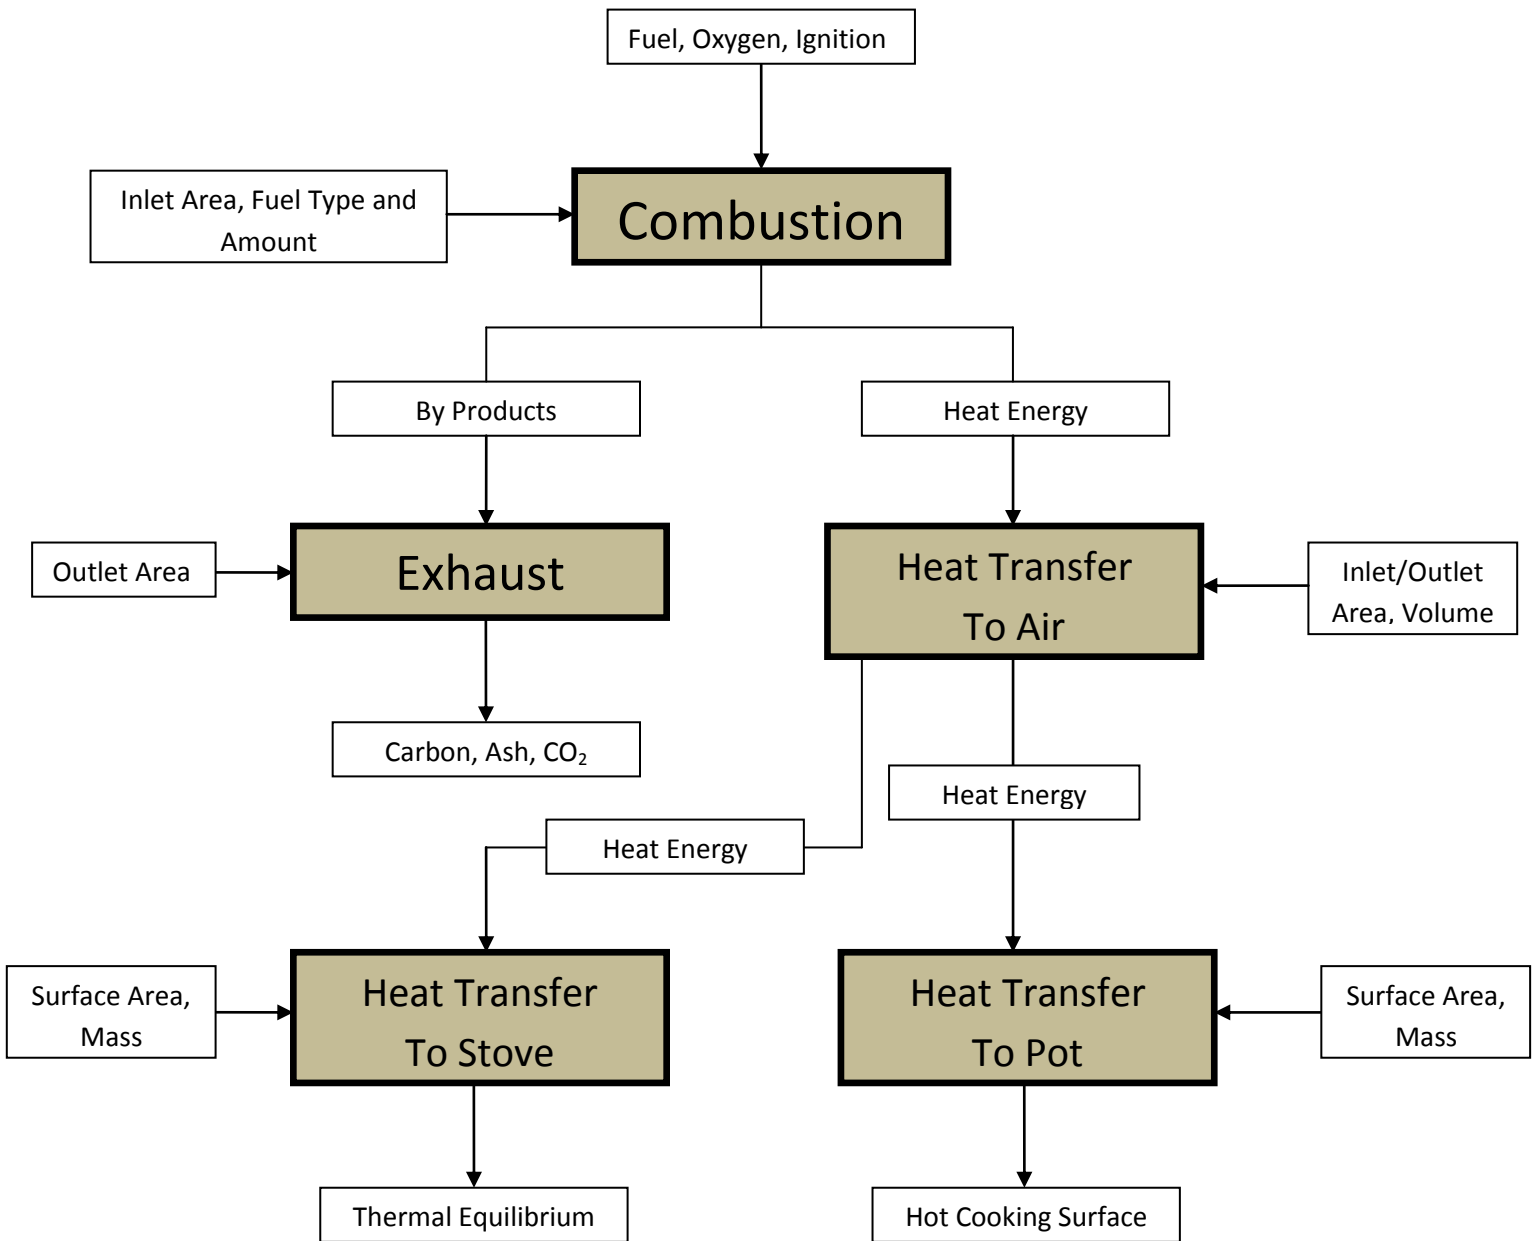 Fuel, Oxygen, Ignition
Inlet Area, Fuel Type and
Amount
Combustion
By Products
Heat Energy
Outlet Area
Exhaust
Heat Transfer
To Air
Inlet/Outlet
Area, Volume
Carbon, Ash, CO₂
Heat Energy
Heat Energy
Surface Area,
Mass
Heat Transfer
To Stove
Heat Transfer
To Pot
Surface Area,
Mass
Thermal Equilibrium
Hot Cooking Surface